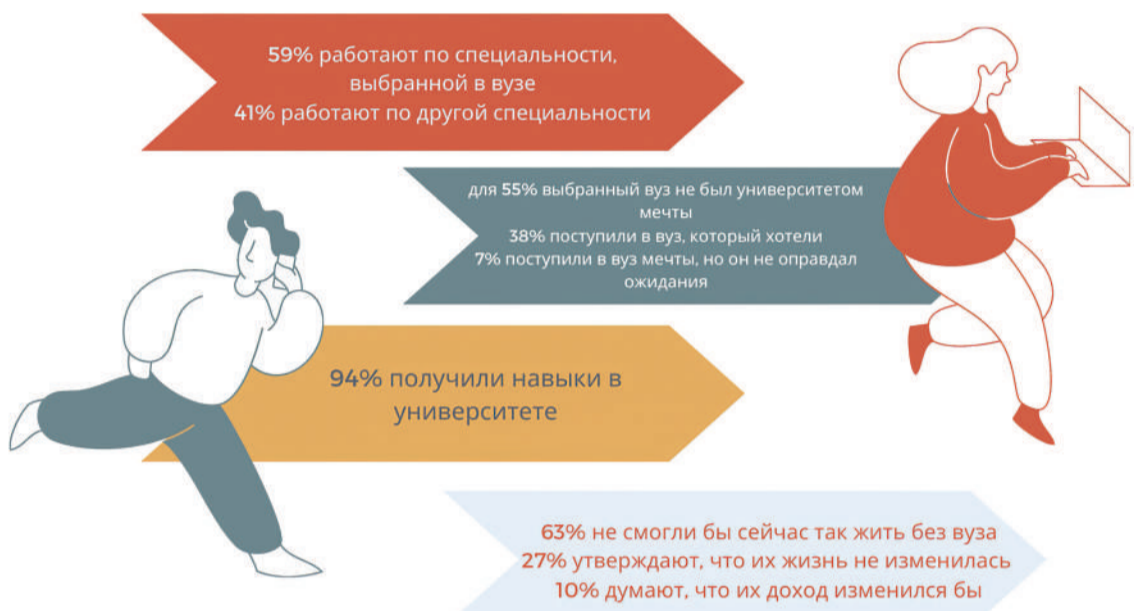 59% работают по специальности,
выбранной в вузе
41% работают по другой специальности
для 55% выбранный вуз не был университетом
мечты
38% поступили в вуз, который хотели
7% поступили в вуз мечты, но он не оправдал
ожидания
94% получили навыки в
университете
63% не смогли бы сейчас так жить без вуза
27% утверждают, что их жизнь не изменилась
10% думают, что их доход изменился бы